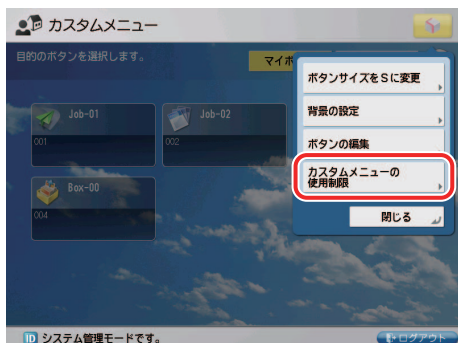 カスタムメニュー
目的のボタンを選択します。
マイボ
ボタンサイズをSに変更
背景の設定
ボタンの編集
カスタムメニューの
使用制限
閉じる
Job-01
Job-02
001
002
Box-00
004
ID システム管理モードです。
ログアウト